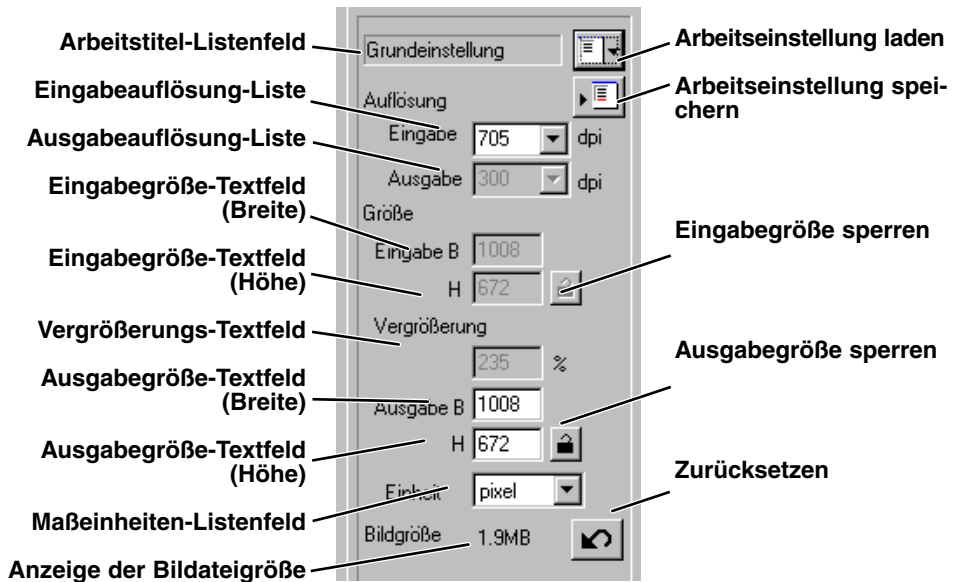 Arbeitstitel-Listenfeld
Grundeinstellung
Arbeitseinstellung laden
Eingabeauflösung-Liste
Auflösung
Arbeitseinstellung spei-
chern
Eingabe 705 dpi
Ausgabeauflösung-Liste
Ausgabe 300 dpi
Eingabegröße-Textfeld
(Breite)
Größe
Eingabegröße sperren
Eingabe B 1008
Eingabegröße-Textfeld
(Höhe)
H 672
Vergrößerungs-Textfeld
Vergrößerung
235 %
Ausgabegröße sperren
Ausgabegröße-Textfeld
(Breite)
Ausgabe B 1008
Ausgabegröße-Textfeld
(Höhe)
H 672
Zurücksetzen
Einheit pixel
Maßeinheiten-Listenfeld
Bildgröße 1.9MB
Anzeige der Bildateigröße